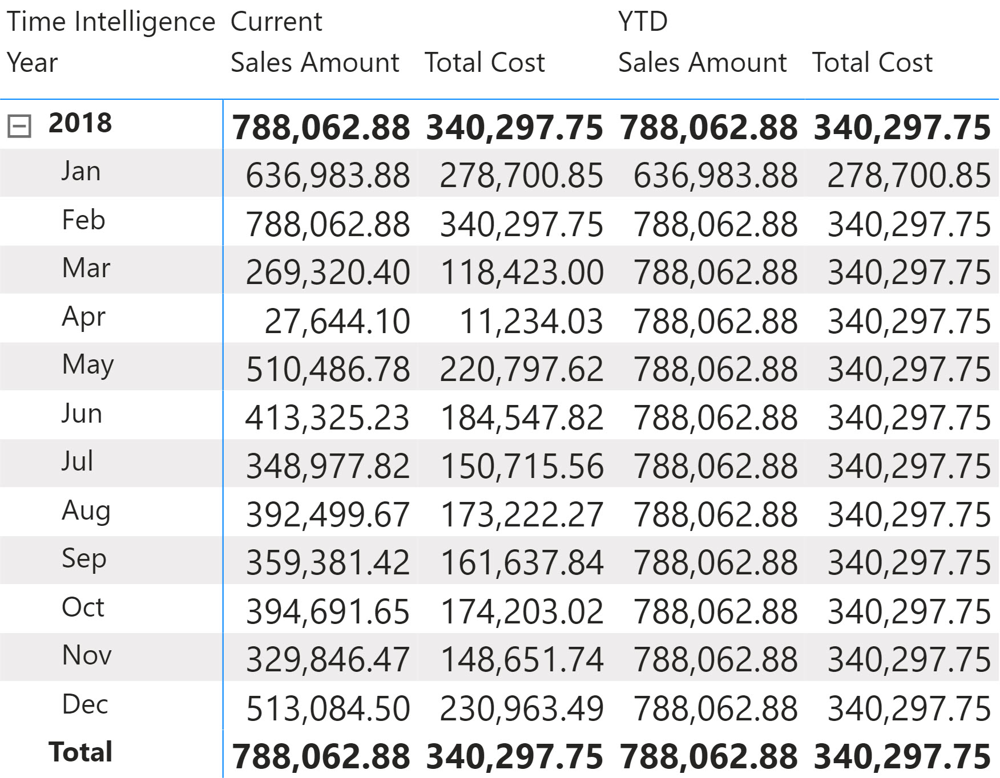 Time Intelligence Current YTD
Year Sales Amount Total Cost Sales Amount Total Cost
2018 788,062.88 340,297.75 788,062.88 340,297.75
Jan 636,983.88 278,700.85 636,983.88 278,700.85
Feb 788,062.88 340,297.75 788,062.88 340,297.75
Mar 269,320.40 118,423.00 788,062.88 340,297.75
Apr 27,644.10 11,234.03 788,062.88 340,297.75
May 510,486.78 220,797.62 788,062.88 340,297.75
Jun 413,325.23 184,547.82 788,062.88 340,297.75
Jul 348,977.82 150,715.56 788,062.88 340,297.75
Aug 392,499.67 173,222.27 788,062.88 340,297.75
Sep 359,381.42 161,637.84 788,062.88 340,297.75
Oct 394,691.65 174,203.02 788,062.88 340,297.75
Nov 329,846.47 148,651.74 788,062.88 340,297.75
Dec 513,084.50 230,963.49 788,062.88 340,297.75
Total 788,062.88 340,297.75 788,062.88 340,297.75